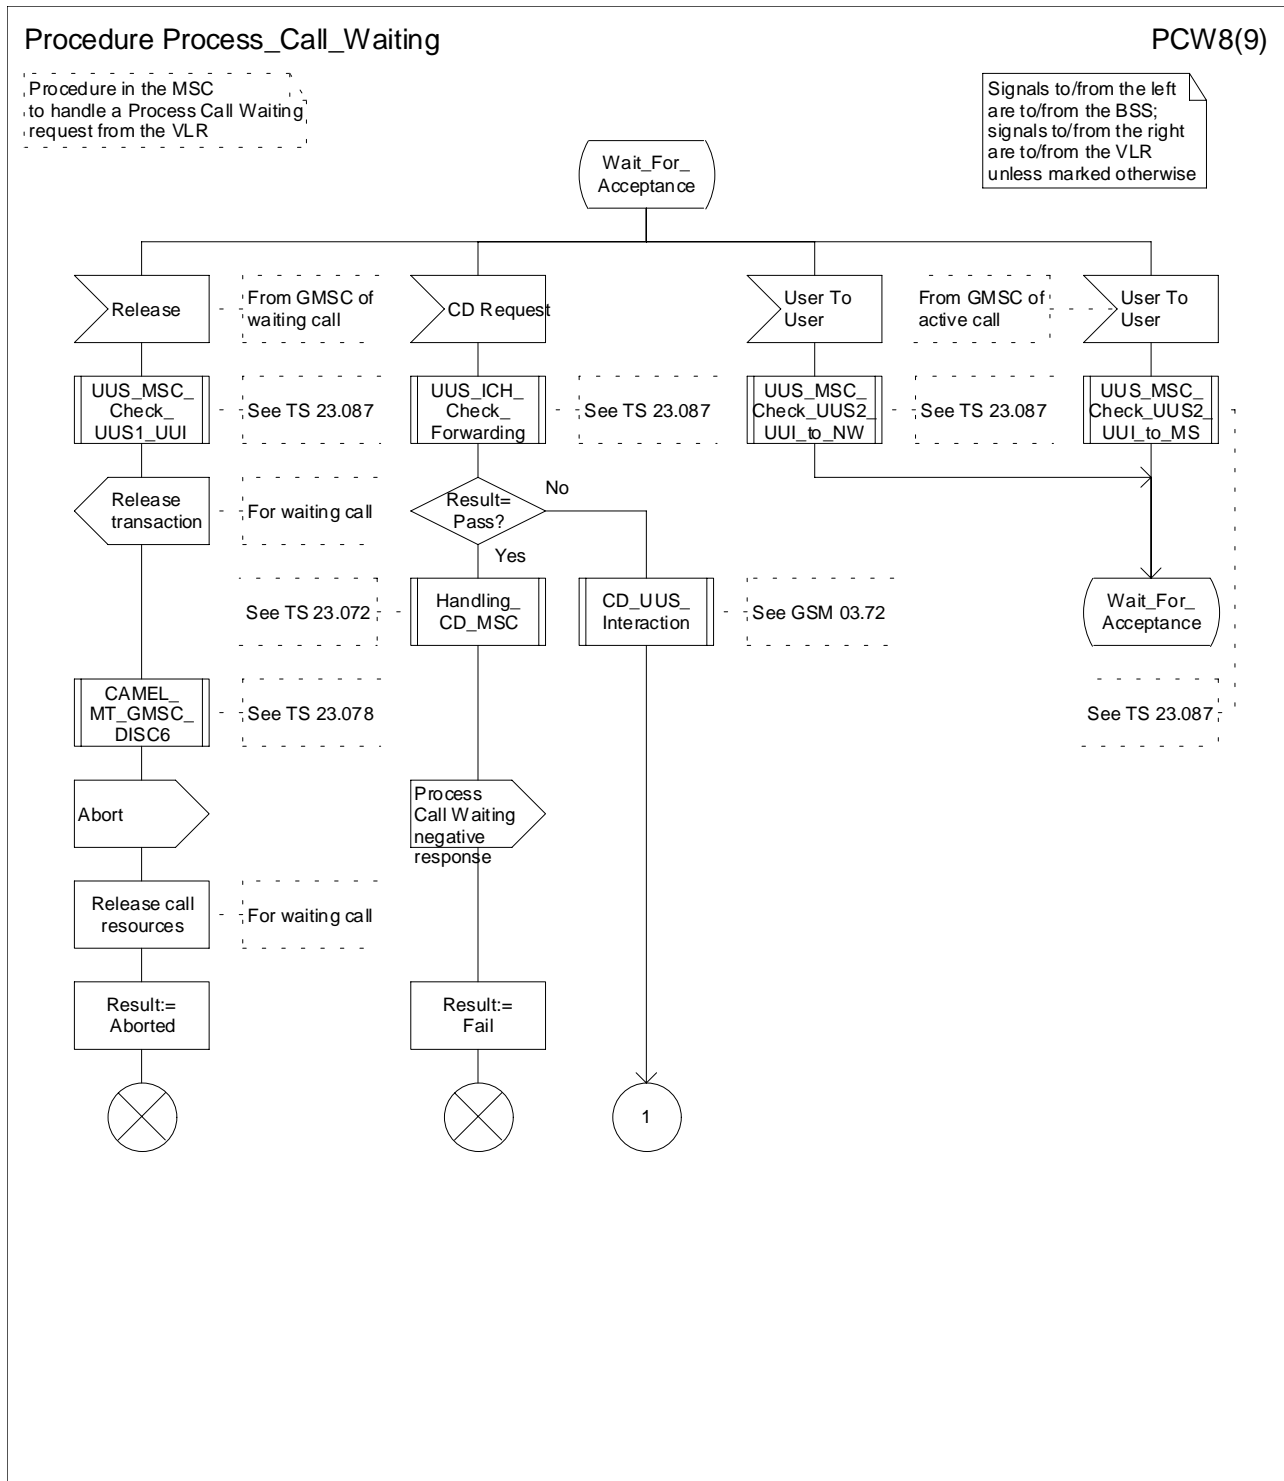 Procedure Process_Call_Waiting
PCW8(9)
Procedure in the MSC
to handle a Process Call Waiting
request from the VLR
Signals to/from the left
are to/from the BSS;
signals to/from the right
are to/from the VLR
unless marked otherwise
Wait_For_
Acceptance
Release
From GMSC of
waiting call
CD Request
User To
User
From GMSC of
active call
User To
User
UUS_MSC_
Check_
UUS1_UUI
See TS 23.087
UUS_ICH_
Check_
Forwarding
See TS 23.087
UUS_MSC_
Check_UUS2_
UUI_to_NW
See TS 23.087
UUS_MSC_
Check_UUS2_
UUI_to_MS
Release
transaction
For waiting call
Result=
Pass?
No
Yes
See TS 23.072
Handling_
CD_MSC
CD_UUS_
Interaction
See GSM 03.72
Wait_For_
Acceptance
CAMEL_
MT_GMSC_
DISC6
See TS 23.078
See TS 23.087
Abort
Process
Call Waiting
negative
response
Release call
resources
For waiting call
Result:=
Aborted
Result:=
Fail
1